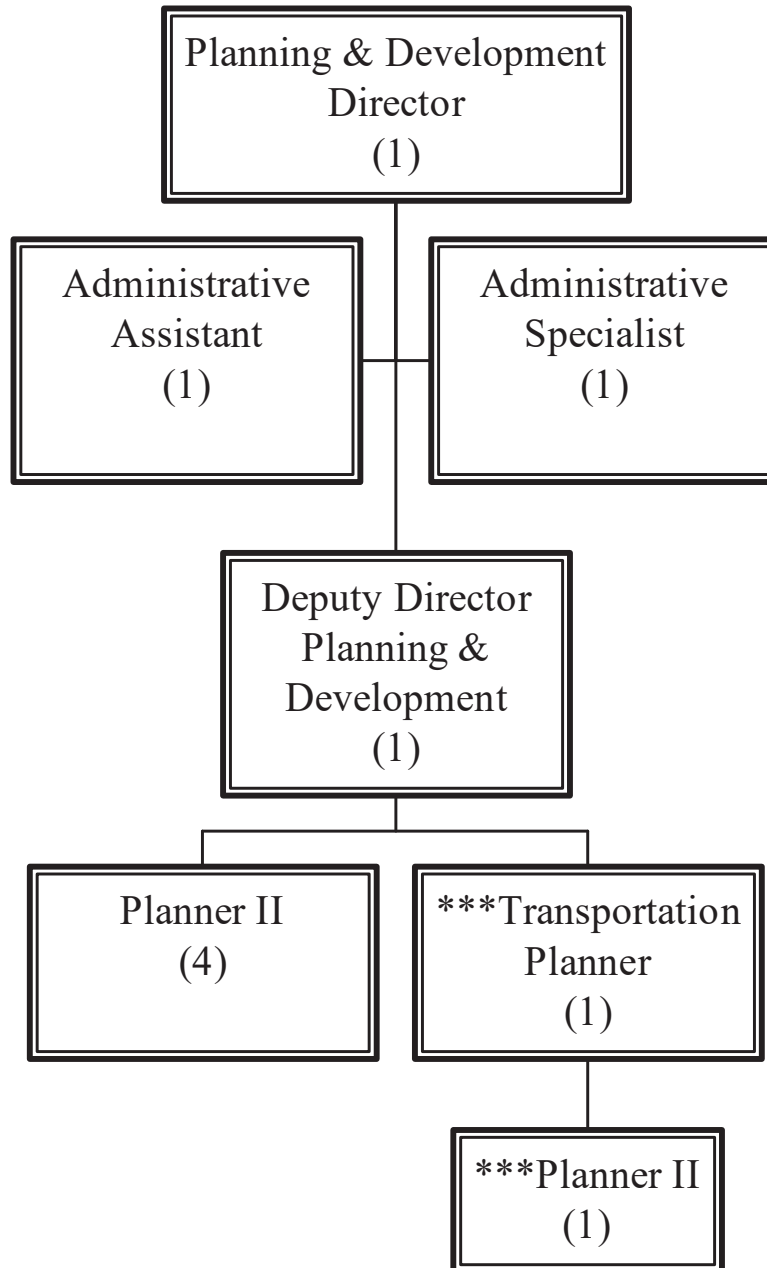 Planning & Development
Director
(1)
Administrative
Assistant
(1)
Administrative
Specialist
(1)
Deputy Director
Planning &
Development
(1)
Planner II
(4)
***Transportation
Planner
(1)
***Planner II
(1)